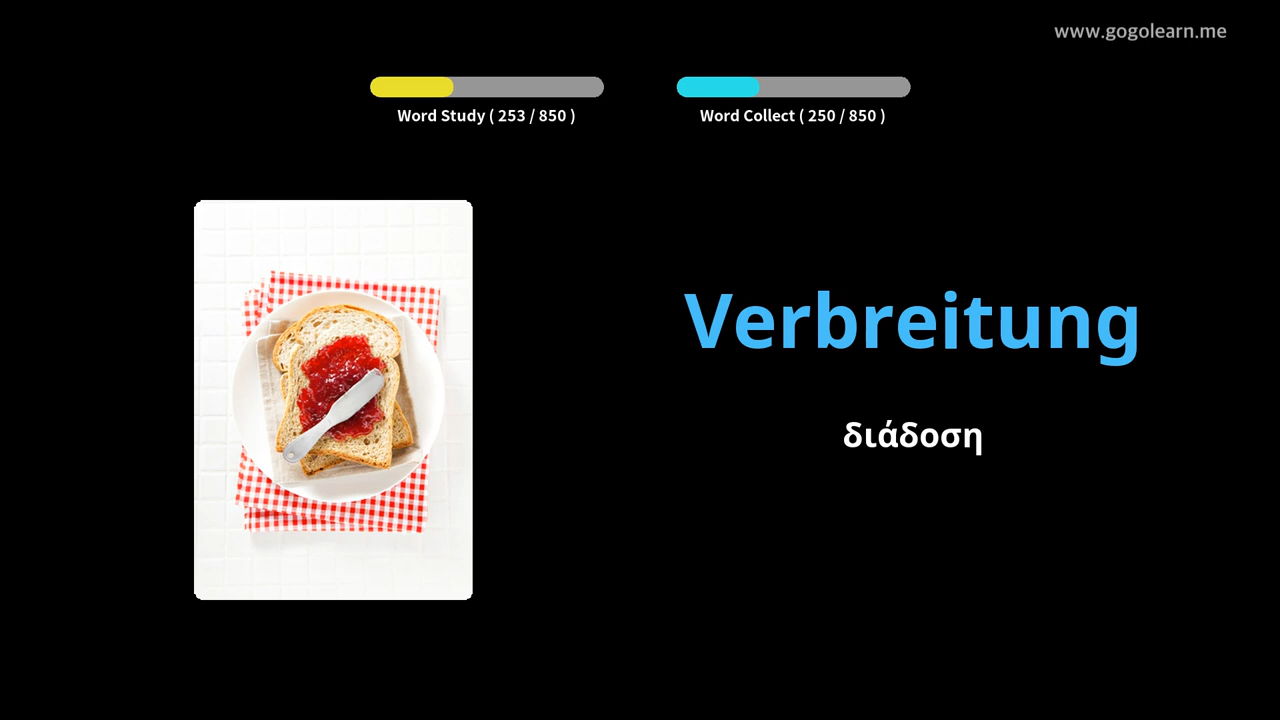 www.gogolearn.me
Word Study ( 253 / 850 )
Word Collect ( 250 / 850 )
Verbreitung
διάδοση